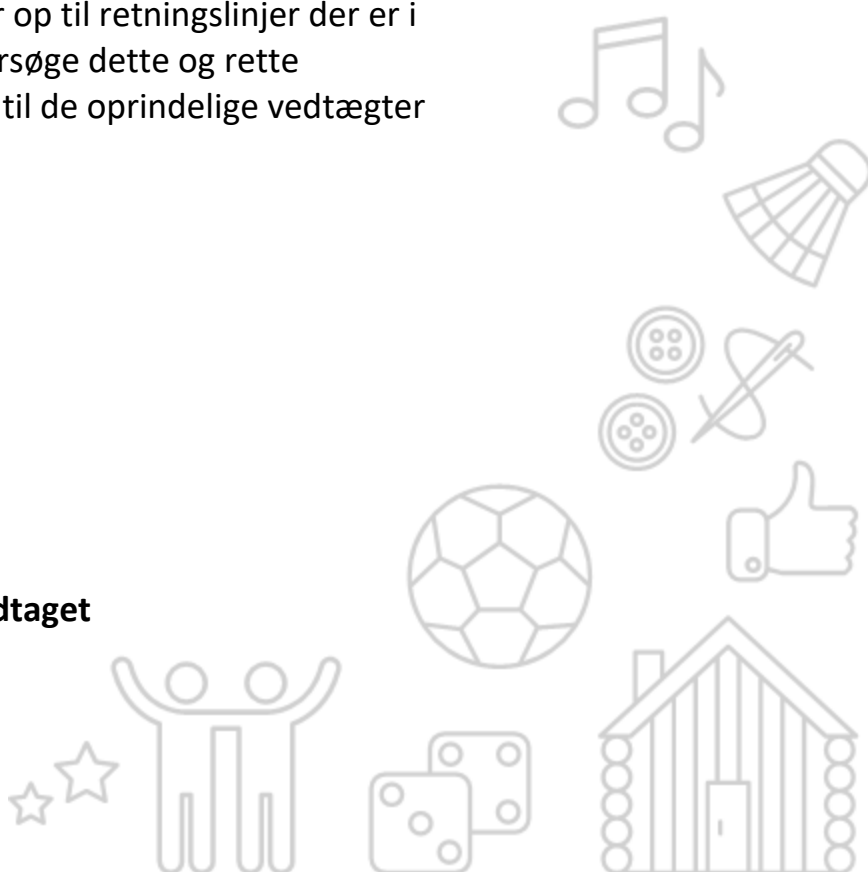 op til retningslinjer der er i
rsøge dette og rette
til de oprindelige vedtægter
dtaget